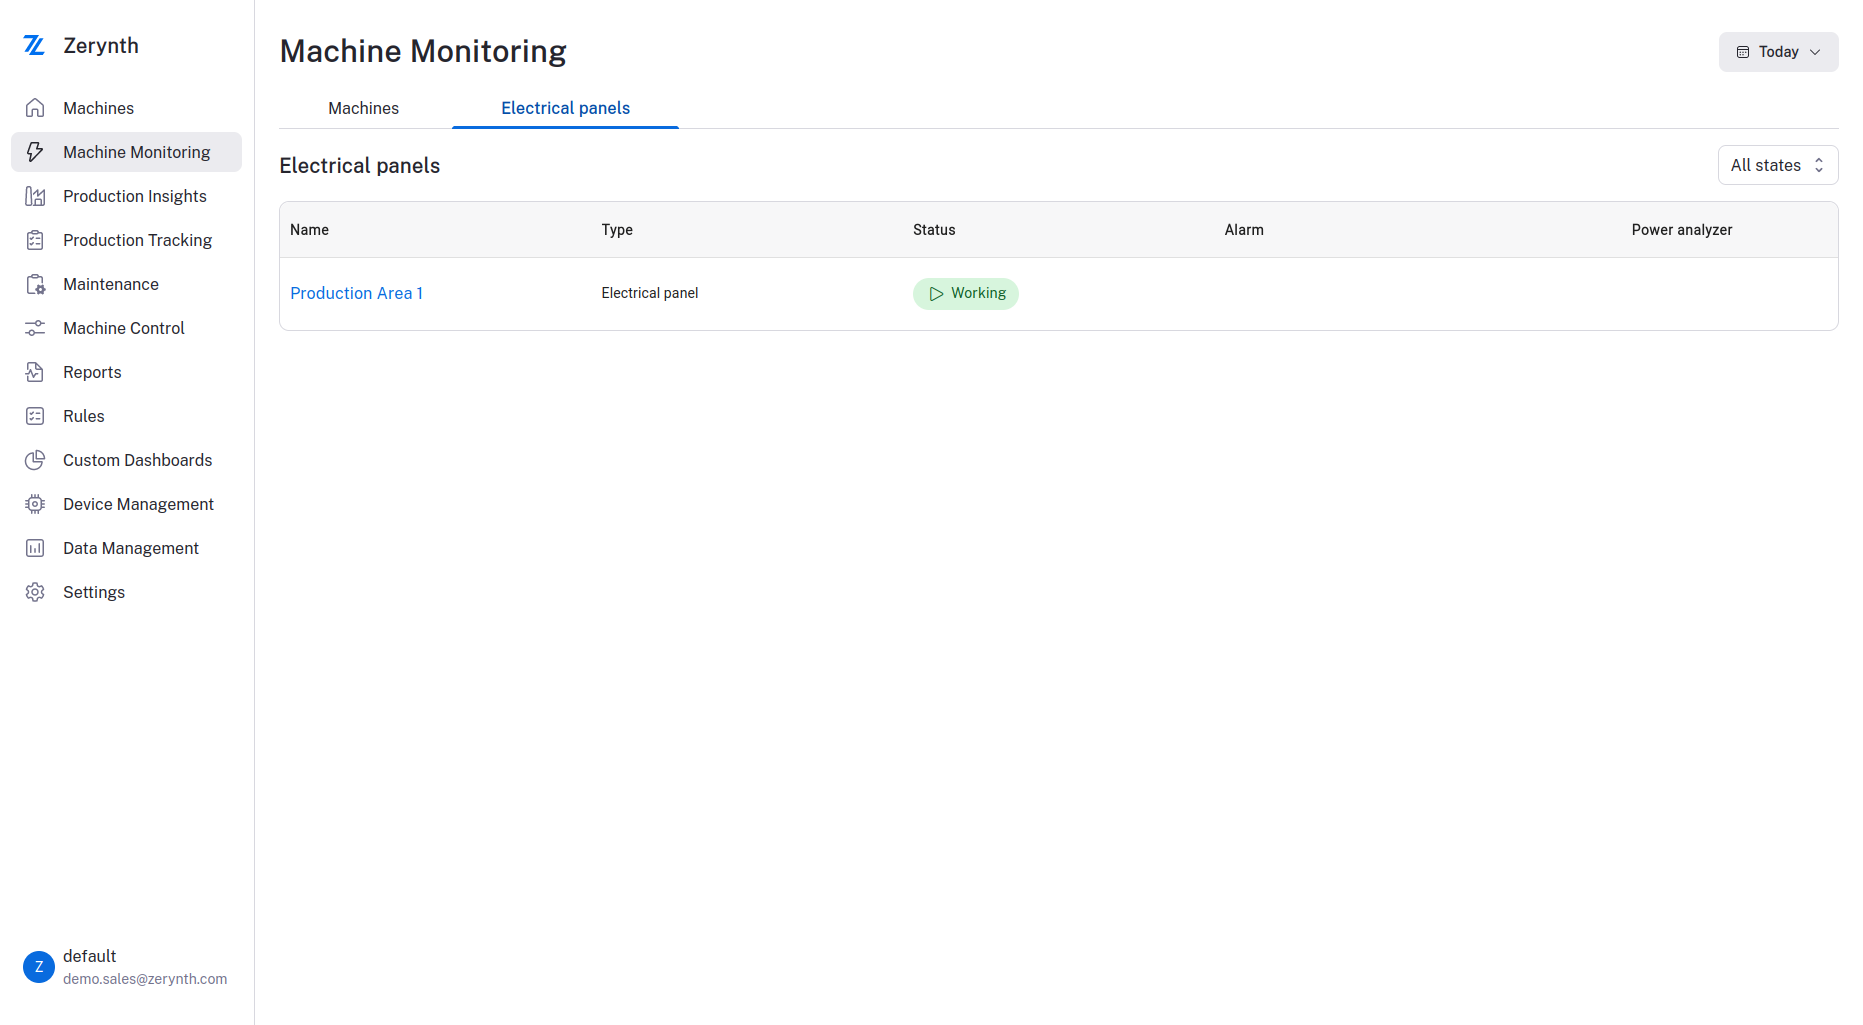 Zerynth
Machines
Machine Monitoring
Production Insights
Production Tracking
Maintenance
Machine Control
Reports
Rules
Custom Dashboards
Device Management
Data Management
Settings
Z
default
demo.sales@zerynth.com
Machine Monitoring
Today
Machines
Electrical panels
Electrical panels
All states
Name Type Status Alarm Power analyzer
Production Area 1 Electrical panel Working